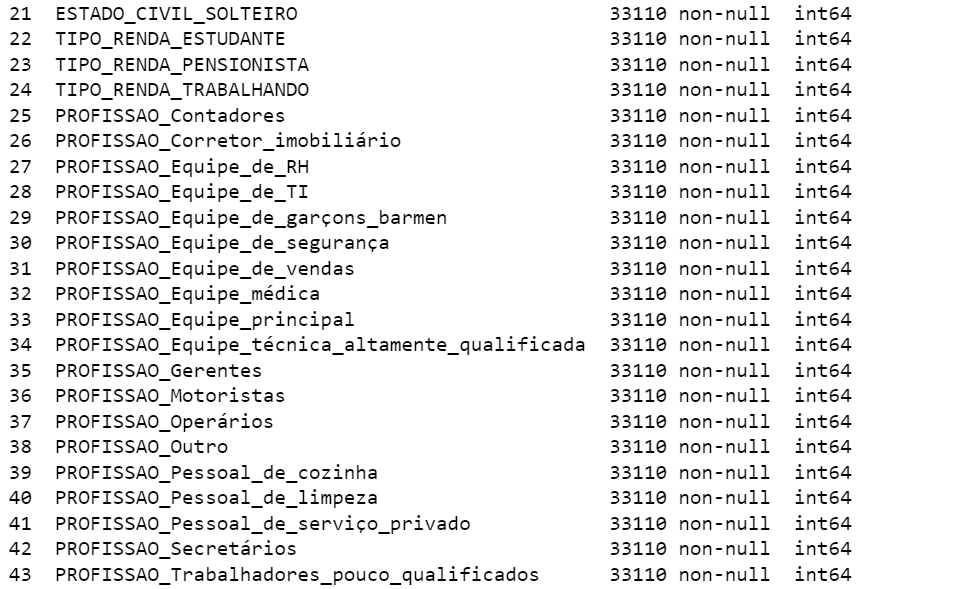 21 ESTADO_CIVIL_SOLTEIRO 33110 non-null int64
22 TIPO_RENDA_ESTUDANTE 33110 non-null int64
23 TIPO_RENDA_PENSIONISTA 33110 non-null int64
24 TIPO_RENDA_TRABALHANDO 33110 non-null int64
25 PROFISSAO_Contadores 33110 non-null int64
26 PROFISSAO_Corretor_imobiliário 33110 non-null int64
27 PROFISSAO_Equipe_de_RH 33110 non-null int64
28 PROFISSAO_Equipe_de_TI 33110 non-null int64
29 PROFISSAO_Equipe_de_garçons_barmen 33110 non-null int64
30 PROFISSAO_Equipe_de_segurança 33110 non-null int64
31 PROFISSAO_Equipe_de_vendas 33110 non-null int64
32 PROFISSAO_Equipe_médica 33110 non-null int64
33 PROFISSAO_Equipe_principal 33110 non-null int64
34 PROFISSAO_Equipe_técnica_altamente_qualificada 33110 non-null int64
35 PROFISSAO_Gerentes 33110 non-null int64
36 PROFISSAO_Motoristas 33110 non-null int64
37 PROFISSAO_Operários 33110 non-null int64
38 PROFISSAO_Outro 33110 non-null int64
39 PROFISSAO_Pessoal_de_cozinha 33110 non-null int64
40 PROFISSAO_Pessoal_de_limpeza 33110 non-null int64
41 PROFISSAO_Pessoal_de_serviço_privado 33110 non-null int64
42 PROFISSAO_Secretários 33110 non-null int64
43 PROFISSAO_Trabalhadores_pouco_qualificados 33110 non-null int64